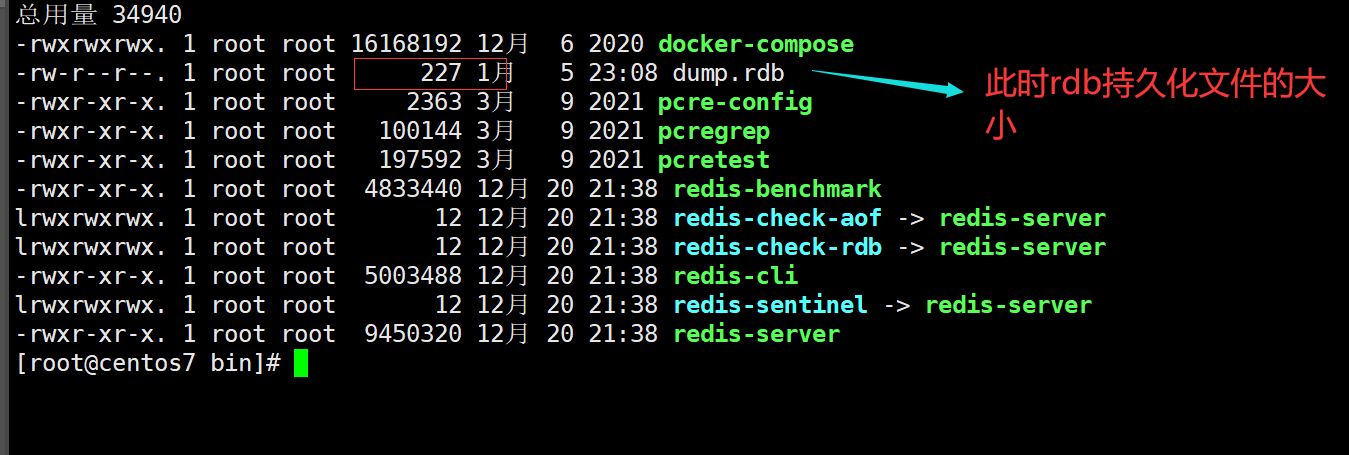 总用量 34940
-rwxrwxrwx. 1 root root 16168192 12月  6 2020 docker-compose
-rw-r--r--. 1 root root      227 1月   5 23:08 dump.rdb
-rwxr-xr-x. 1 root root     2363 3月   9 2021 pcre-config
-rwxr-xr-x. 1 root root   100144 3月   9 2021 pcregrep
-rwxr-xr-x. 1 root root   197592 3月   9 2021 pcretest
-rwxr-xr-x. 1 root root  4833440 12月 20 21:38 redis-benchmark
lrwxrwxrwx. 1 root root       12 12月 20 21:38 redis-check-aof -> redis-server
lrwxrwxrwx. 1 root root       12 12月 20 21:38 redis-check-rdb -> redis-server
-rwxr-xr-x. 1 root root  5003488 12月 20 21:38 redis-cli
lrwxrwxrwx. 1 root root       12 12月 20 21:38 redis-sentinel -> redis-server
-rwxr-xr-x. 1 root root  9450320 12月 20 21:38 redis-server
[root@centos7 bin]#
此时rdb持久化文件的大
小